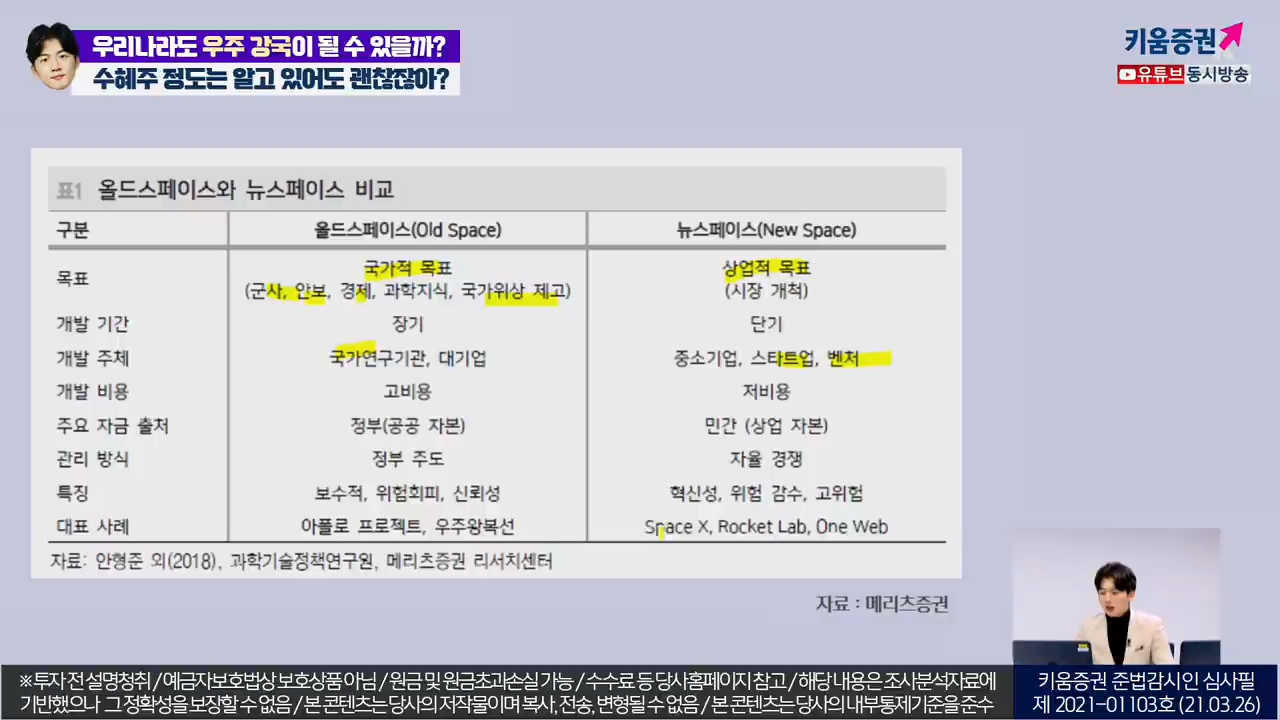 우리나라도 우주 강국이 될 수 있을까?
수혜주 정도는 알고 있어도 괜찮잖아?
키움증권
유튜브 동시방송
표1 올드스페이스와 뉴스페이스 비교
구분 올드스페이스(Old Space) 뉴스페이스(New Space)
목표 국가적 목표 상업적 목표
(군사, 안보, 경제, 과학지식, 국가위상 제고) (시장 개척)
개발 기간 장기 단기
개발 주체 국가연구기관, 대기업 중소기업, 스타트업, 벤처
개발 비용 고비용 저비용
주요 자금 출처 정부(공공 자본) 민간 (상업 자본)
관리 방식 정부 주도 자율 경쟁
특징 보수적, 위험회피, 신뢰성 혁신성, 위험 감수, 고위험
대표 사례 아폴로 프로젝트, 우주왕복선 Space X, Rocket Lab, One Web
자료: 안형준 외(2018), 과학기술정책연구원, 메리츠증권 리서치센터
자료 : 메리츠증권
※ 투자 전 설명청취 / 예금자보호법상 보호상품 아님 / 원금 및 원금초과손실 가능 / 수수료 등 당사홈페이지 참고 / 해당 내용은 조사분석자료에
기반했으나 그 정확성을 보장할 수 없음 / 본 콘텐츠는 당사의 저작물이며 복사, 전송, 변형될 수 없음 / 본 콘텐츠는 당사의 내부통제기준을 준수
키움증권 준법감시인 심사필
제 2021-01103호 (21.03.26)